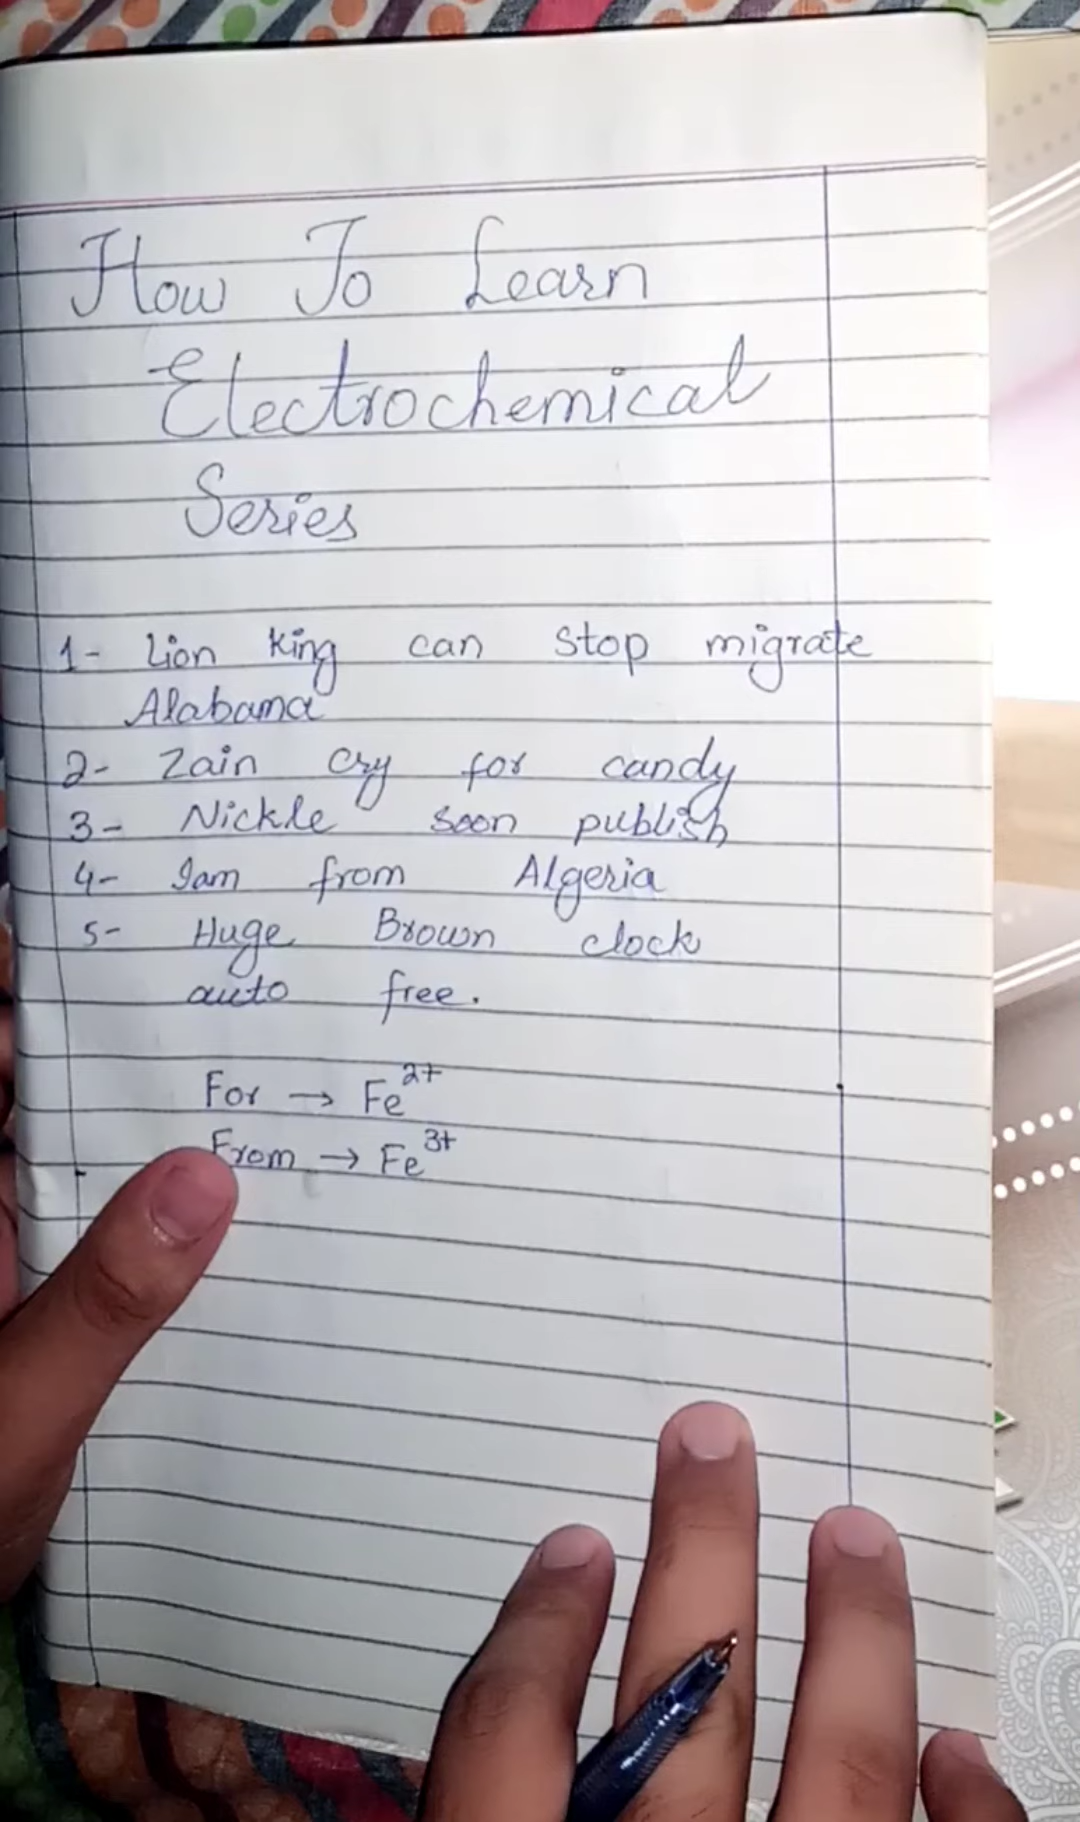 How To Learn
Electrochemical
Series
1- Lion King can stop migrate
Alabama
2- Zain cry for candy
3- Nickle soon publish
4- Iam from Algeria
5- Huge Brown clock
auto free.
For → Fe²⁺
From → Fe³⁺